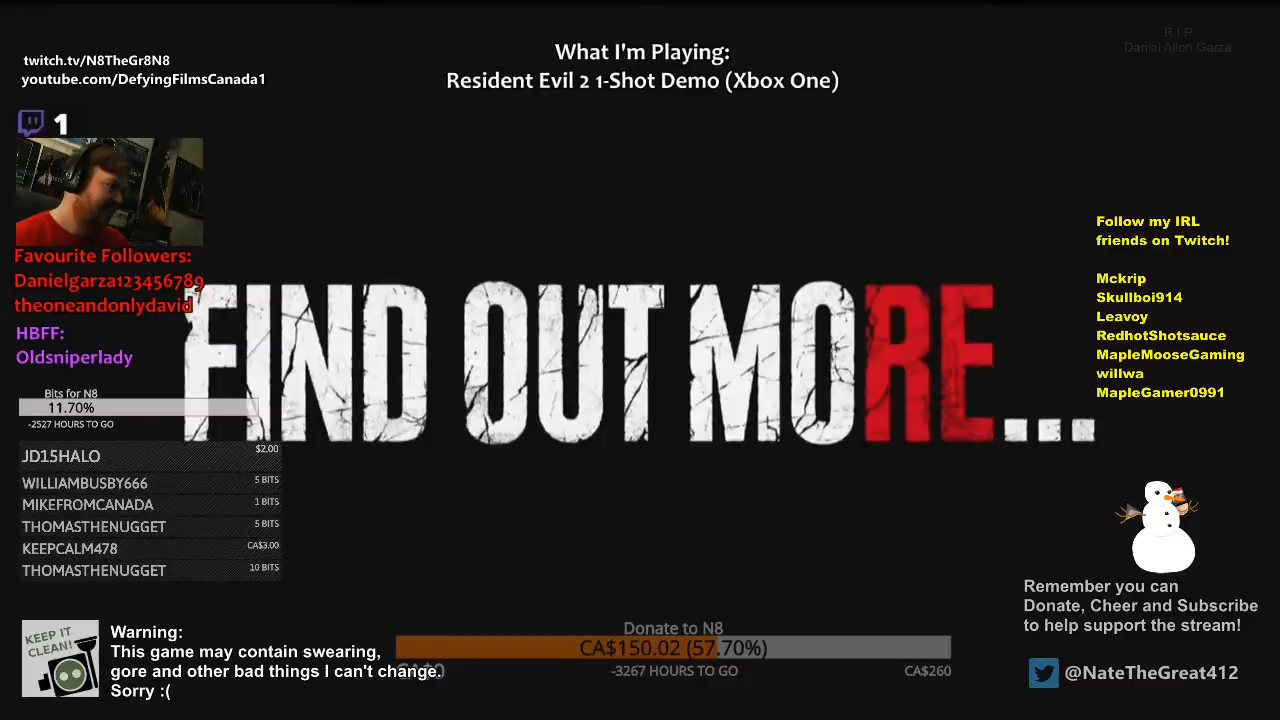 R I P
Daniel Allon Garza
What I'm Playing:
Resident Evil 2 1-Shot Demo (Xbox One)
twitch.tv/N8TheGr8N8
youtube.com/DefyingFilmsCanada1
1
Favourite Followers:
Danielgarza123456789
theoneandonlydavid
HBFF:
Oldsniperlady
FIND OUT MORE...
Follow my IRL
friends on Twitch!
Mckrip
Skullboi914
Leavoy
RedhotShotsauce
MapleMooseGaming
willwa
MapleGamer0991
Bits for N8
11.70%
-2527 HOURS TO GO
JD15HALO $2.00
WILLIAMBUSBY666 5 BITS
MIKEFROMCANADA 1 BITS
THOMASTHENUGGET 5 BITS
KEEPCALM478 CA$3.00
THOMASTHENUGGET 10 BITS
KEEP IT
CLEAN!
Warning:
This game may contain swearing,
gore and other bad things I can't change.
Sorry :(
Donate to N8
CA$150.02 (57.70%)
CA$0 -3267 HOURS TO GO CA$260
Remember you can
Donate, Cheer and Subscribe
to help support the stream!
@NateTheGreat412